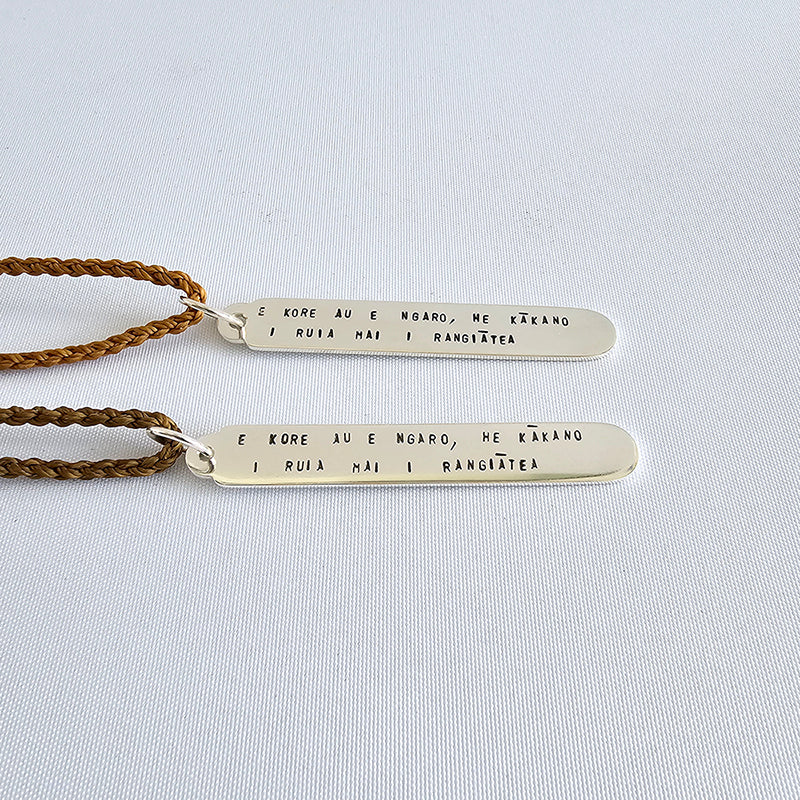 E KORE AU E NGARO, HE KĀKANO
I RUIA MAI I RANGIĀTEA
E KORE AU E NGARO, HE KĀKANO
I RUIA MAI I RANGIĀTEA